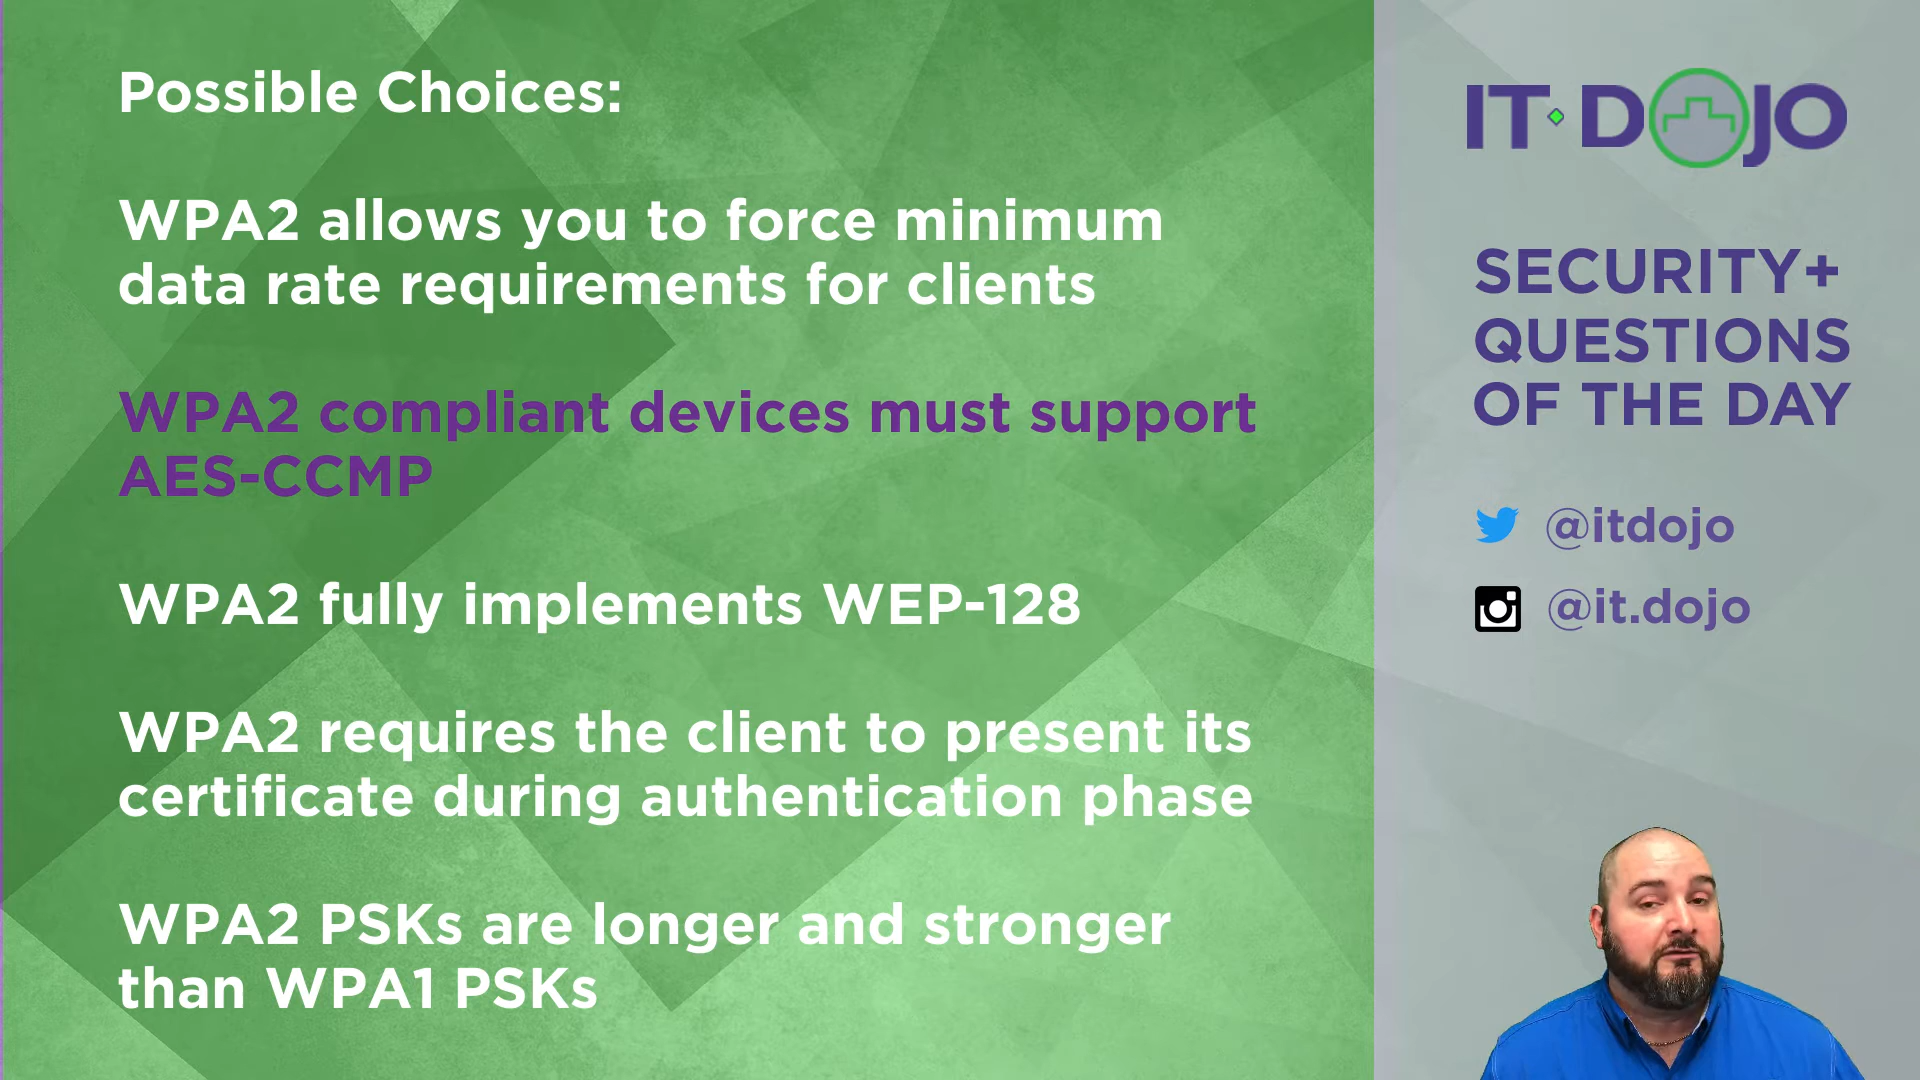 Possible Choices:
WPA2 allows you to force minimum
data rate requirements for clients
WPA2 compliant devices must support
AES-CCMP
WPA2 fully implements WEP-128
WPA2 requires the client to present its
certificate during authentication phase
WPA2 PSKs are longer and stronger
than WPA1 PSKs
IT DOJO
SECURITY+
QUESTIONS
OF THE DAY
@itdojo
@it.dojo